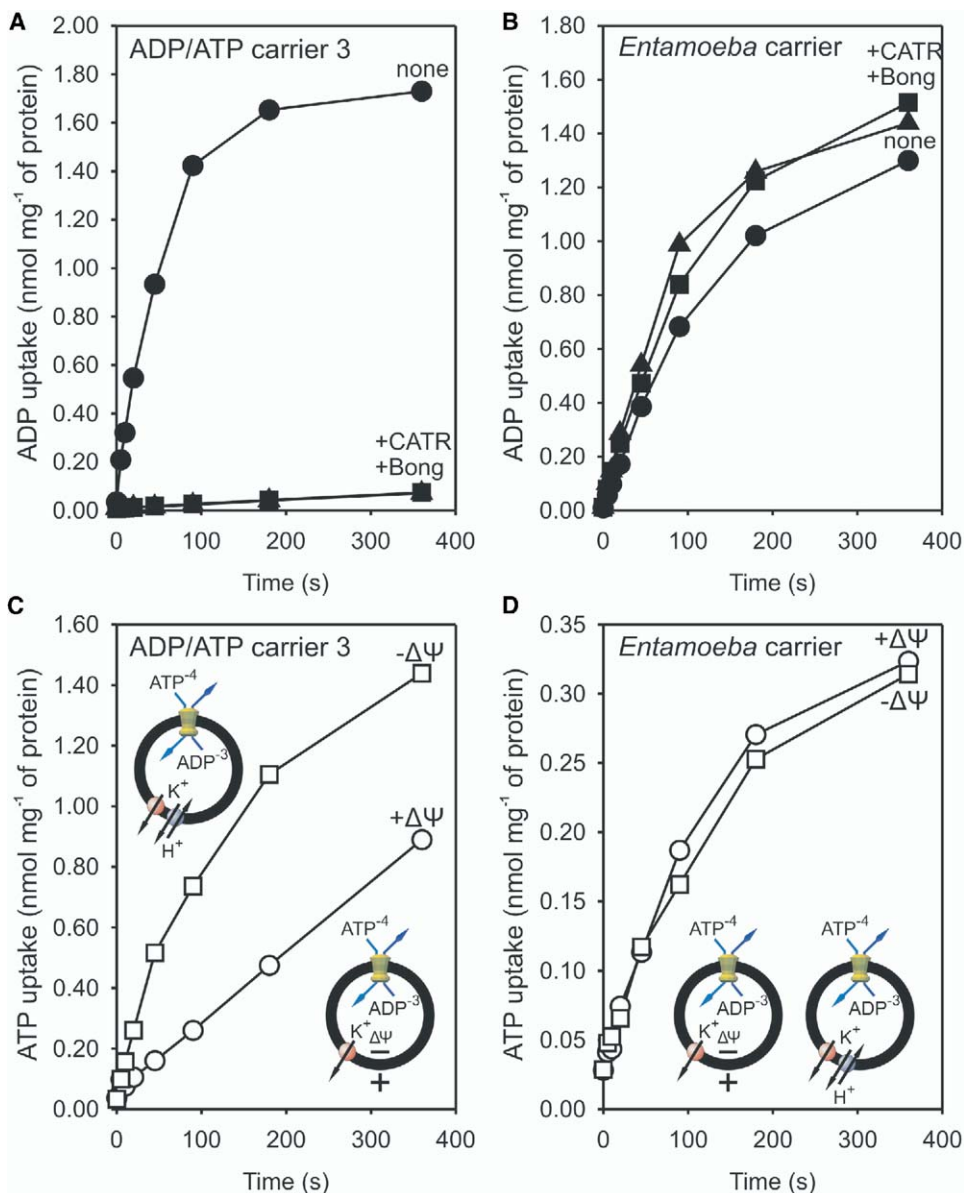 A
ADP/ATP carrier 3
none
+CATR
+Bong
ADP uptake (nmol mg⁻¹ of protein)
2.00
1.80
1.60
1.40
1.20
1.00
0.80
0.60
0.40
0.20
0.00
0 100 200 300 400
Time (s)
B
Entamoeba carrier
+CATR
+Bong
none
ADP uptake (nmol mg⁻¹ of protein)
1.80
1.60
1.40
1.20
1.00
0.80
0.60
0.40
0.20
0.00
0 100 200 300 400
Time (s)
C
ADP/ATP carrier 3
-ΔΨ
+ΔΨ
ATP⁻⁴
ADP⁻³
K⁺
H⁺
ATP⁻⁴
ADP⁻³
K⁺ ΔΨ
−
+
ATP uptake (nmol mg⁻¹ of protein)
1.60
1.40
1.20
1.00
0.80
0.60
0.40
0.20
0.00
0 100 200 300 400
Time (s)
D
Entamoeba carrier
+ΔΨ
-ΔΨ
ATP⁻⁴
ADP⁻³
K⁺ ΔΨ
−
+
ATP⁻⁴
ADP⁻³
K⁺
H⁺
ATP uptake (nmol mg⁻¹ of protein)
0.35
0.30
0.25
0.20
0.15
0.10
0.05
0.00
0 100 200 300 400
Time (s)